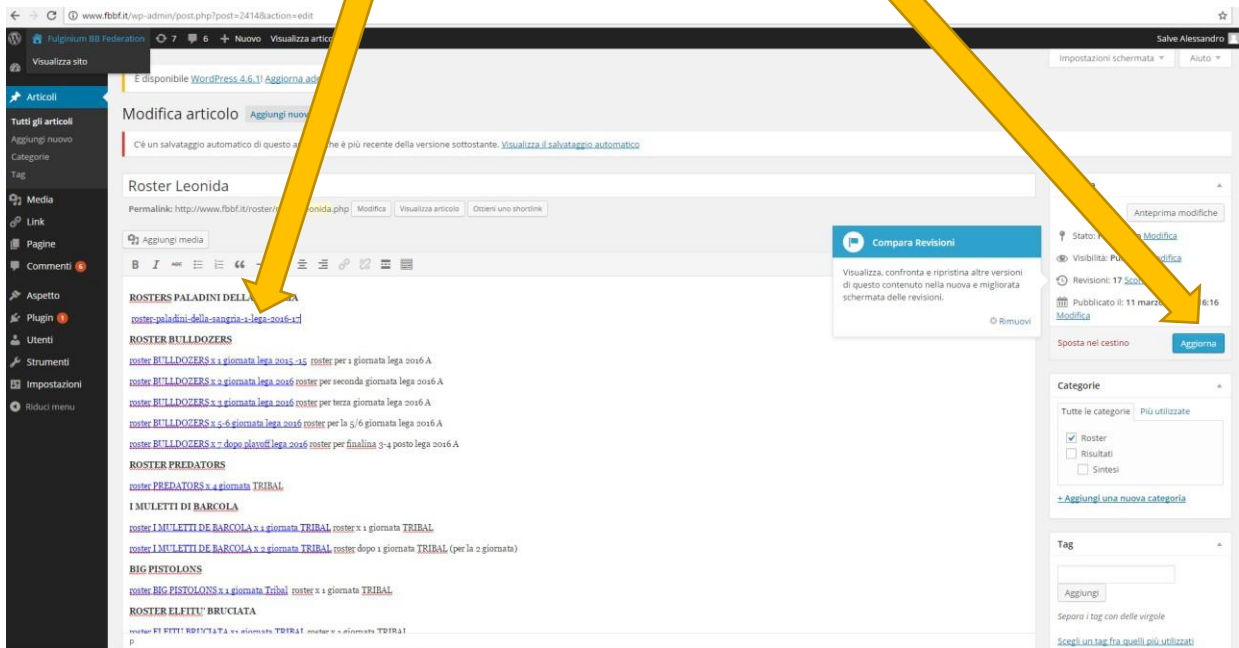 www.fbbf.it/wp-admin/post.php?post=2414&action=edit
Fulginium BB Federation 7 6 + Nuovo Visualizza
Salve Alessandro
Visualizza sito
Impostazioni schermata
Aiuto
È disponibile WordPress 4.6.1! Aggiorna
Articoli
Tutti gli articoli
Aggiungi nuovo
Categorie
Tag
Media
Link
Pagine
Commenti 6
Aspetto
Plugin 1
Utenti
Strumenti
Impostazioni
Riduci menu
Modifica articolo Aggiungi
C'è un salvataggio automatico di questo che è più recente della versione sottostante. Visualizza il salvataggio automatico
Roster Leonida
Permalink: http://www.fbbf.it/roster/ Modifica Visualizza articolo Ottieni uno shortlink
Aggiungi media
ROSTERS PALADINI
roster-paladini-della-sangria-1-lega-2016-17
ROSTER BULLDOZERS
roster BULLDOZERS x 1 giornata lega 2015 -15 roster per 1 giornata lega 2016 A
roster BULLDOZERS x 2 giornata lega 2016 roster per seconda giornata lega 2016 A
roster BULLDOZERS x 3 giornata lega 2016 roster per terza giornata lega 2016 A
roster BULLDOZERS x 5-6 giornata lega 2016 roster per la 5/6 giornata lega 2016 A
roster BULLDOZERS x 7 dopo playoff lega 2016 roster per finalina 3-4 posto lega 2016 A
ROSTER PREDATORS
roster PREDATORS x 4 giornata TRIBAL
I MULETTI DI BARCOLA
roster I MULETTI DE BARCOLA x 1 giornata TRIBAL roster x 1 giornata TRIBAL
roster I MULETTI DE BARCOLA x 2 giornata TRIBAL roster dopo 1 giornata TRIBAL (per la 2 giornata)
BIG PISTOLONS
roster BIG PISTOLONS x 1 giornata Tribal roster x 1 giornata TRIBAL
ROSTER ELFITU' BRUCIATA
roster ELFITU BRUCIATA x1 giornata TRIBAL roster x 1 giornata TRIBAL
p
Compara Revisioni
Visualizza, confronta e ripristina altre versioni
di questo contenuto nella nuova e migliorata
schermata delle revisioni.
Rimuovi
Anteprima modifiche
Stato: Modifica
Visibilità:
Revisioni: 17
Pubblicato il: 11 6:16
Modifica
Sposta nel cestino
Aggiorna
Categorie
Tutte le categorie Più utilizzate
Roster
Risultati
Sintesi
+ Aggiungi una nuova categoria
Tag
Aggiungi
Separa i tag con delle virgole
Scegli un tag fra quelli più utilizzati